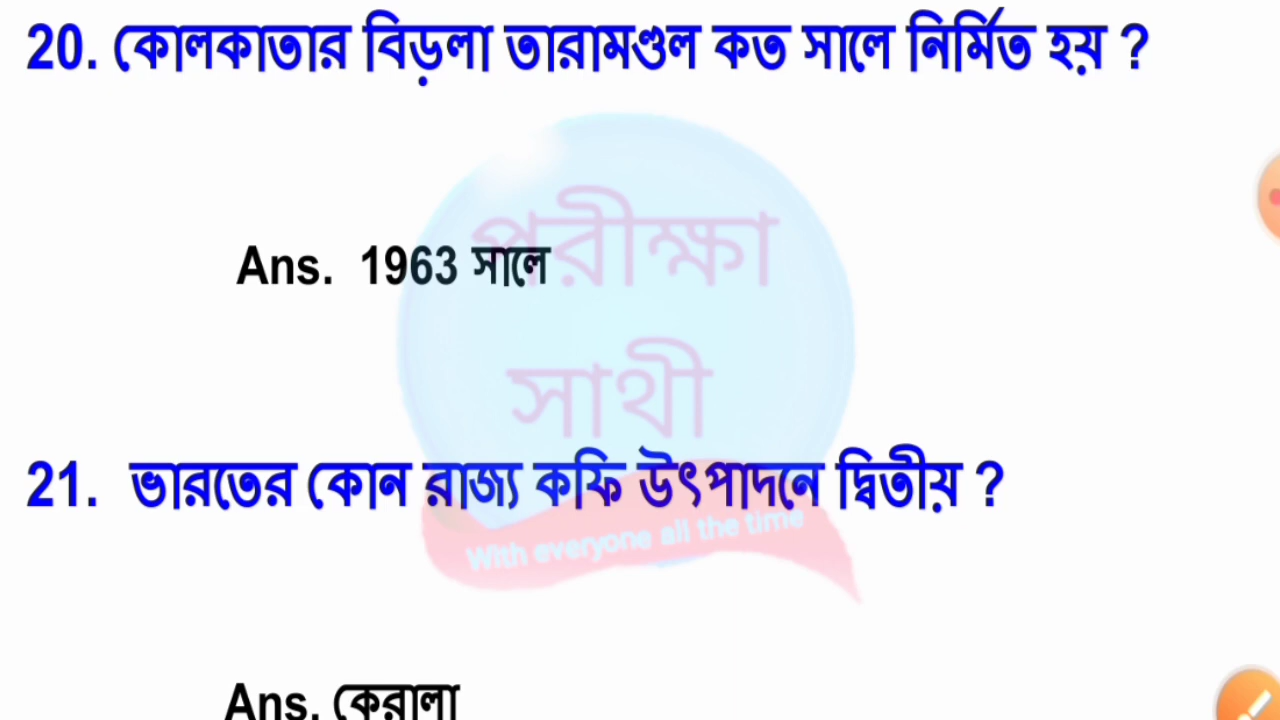 20. কোলকাতার বিড়লা তারামণ্ডল কত সালে নির্মিত হয় ?
পরীক্ষা
Ans. 1963 সালে
সাথী
21. ভারতের কোন রাজ্য কফি উৎপাদনে দ্বিতীয় ?
With everyone all the time
Ans. কেরালা